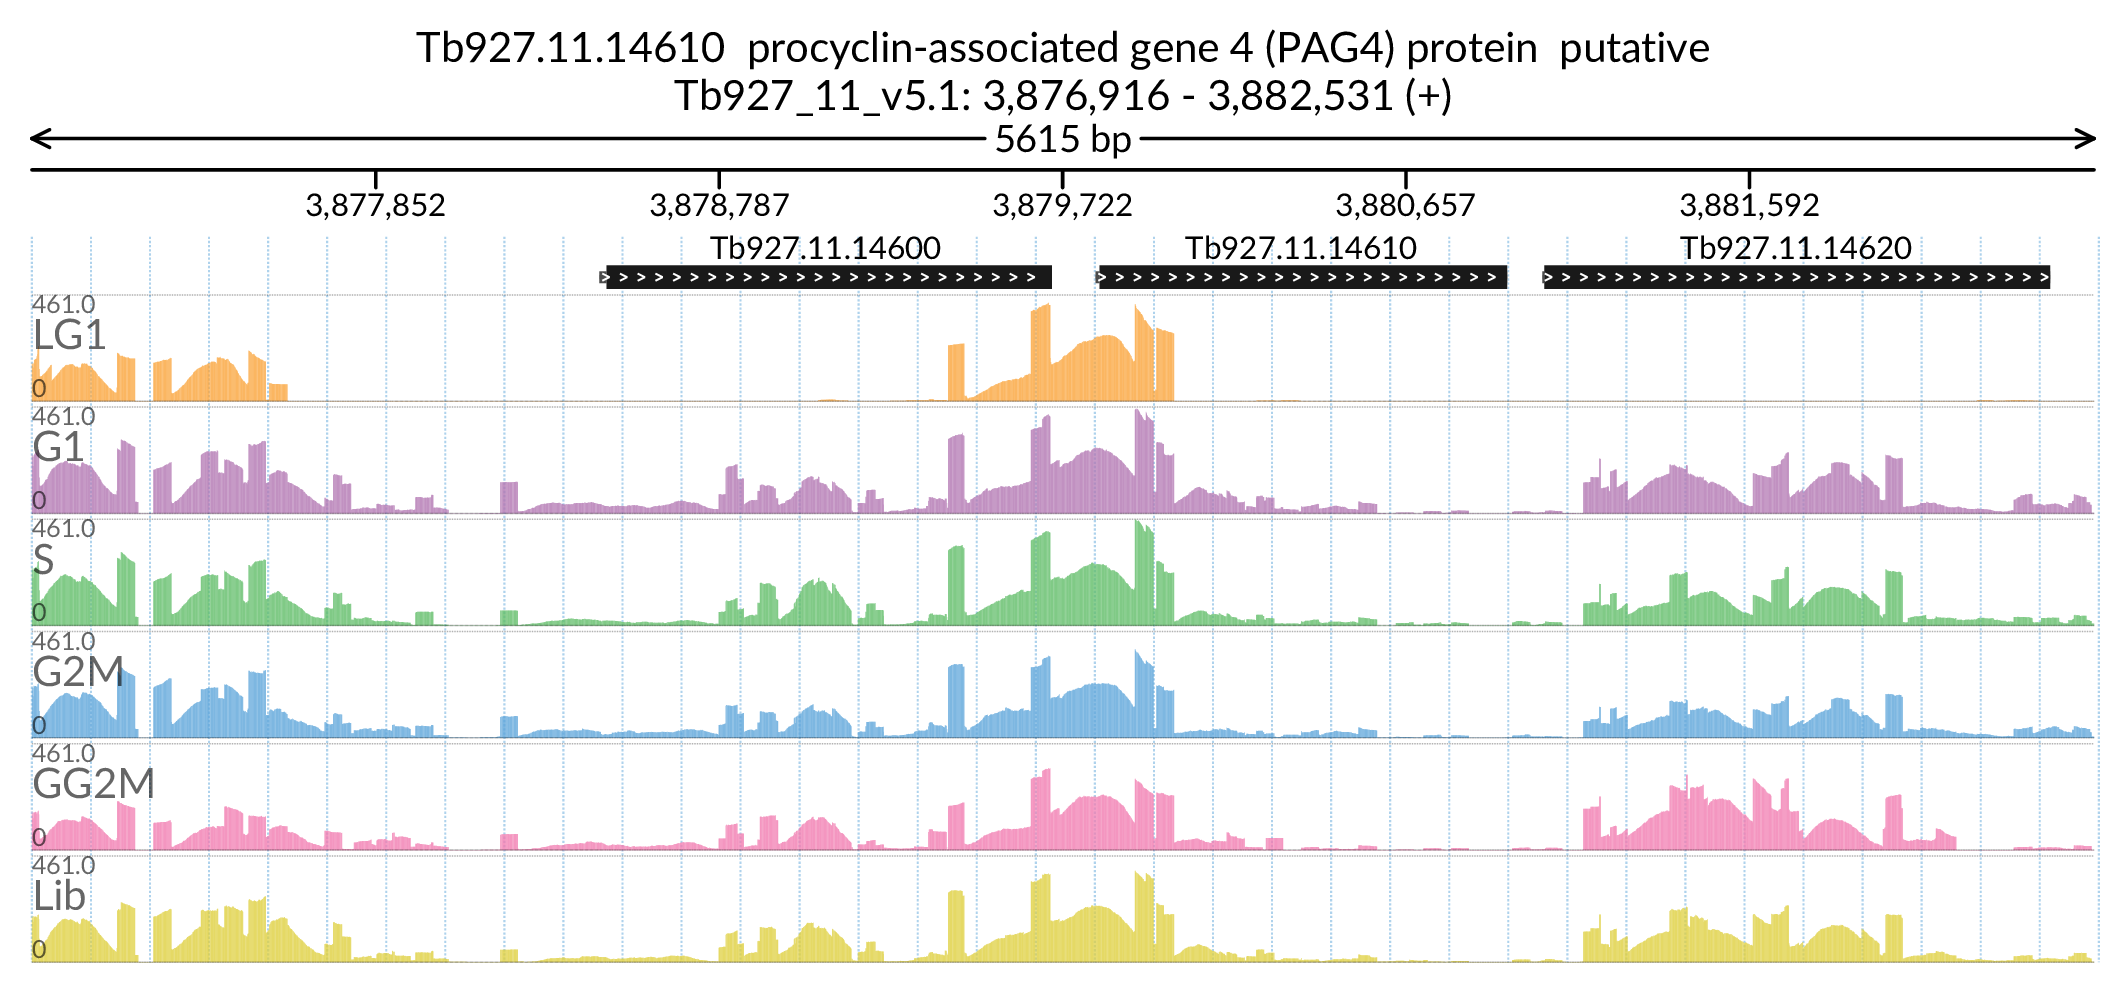 Tb927.11.14610  procyclin-associated gene 4 (PAG4) protein  putative
Tb927_11_v5.1: 3,876,916 - 3,882,531 (+)
5615 bp
3,877,852 3,878,787 3,879,722 3,880,657 3,881,592
Tb927.11.14600 Tb927.11.14610 Tb927.11.14620
461.0
LG1
0
461.0
G1
0
461.0
S
0
461.0
G2M
0
461.0
GG2M
0
461.0
Lib
0